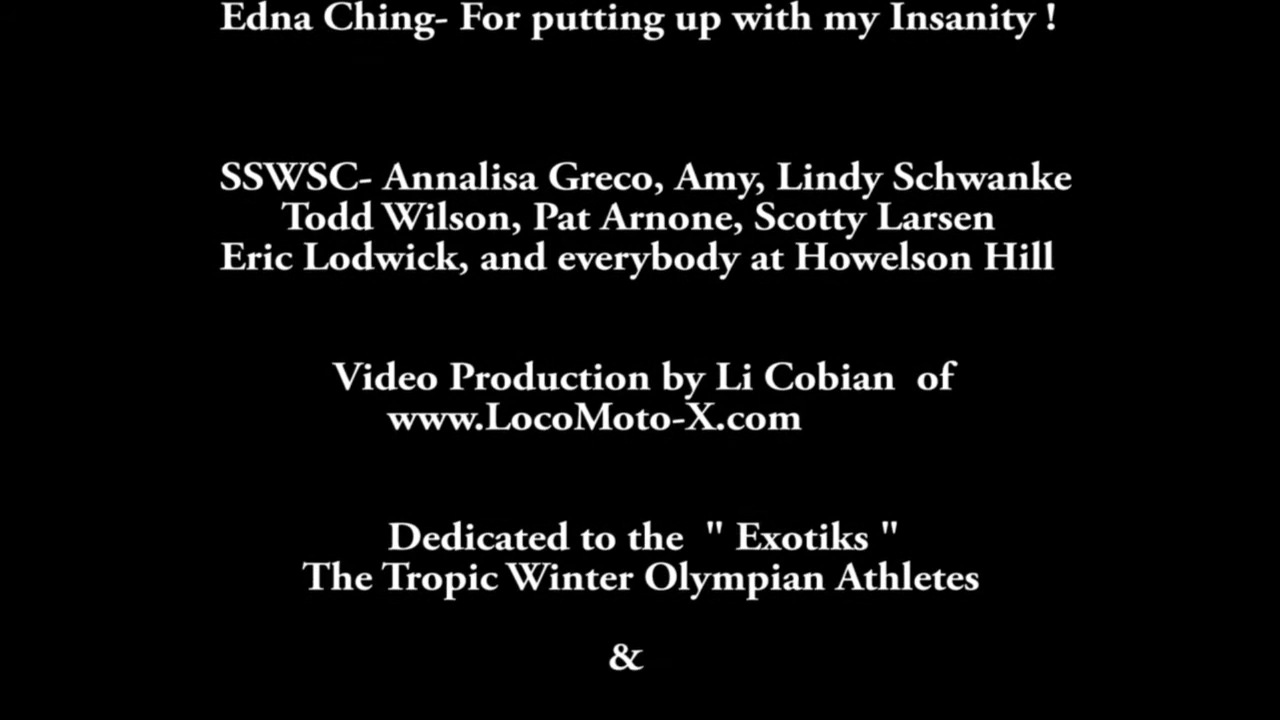 Edna Ching- For putting up with my Insanity !
SSWSC- Annalisa Greco, Amy, Lindy Schwanke
Todd Wilson, Pat Arnone, Scotty Larsen
Eric Lodwick, and everybody at Howelson Hill
Video Production by Li Cobian of
www.LocoMoto-X.com
Dedicated to the " Exotiks "
The Tropic Winter Olympian Athletes
&